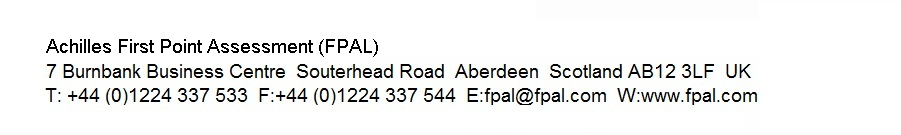 Achilles First Point Assessment (FPAL)
7 Burnbank Business Centre  Souterhead Road  Aberdeen  Scotland AB12 3LF  UK
T: +44 (0)1224 337 533  F:+44 (0)1224 337 544  E:fpal@fpal.com  W:www.fpal.com